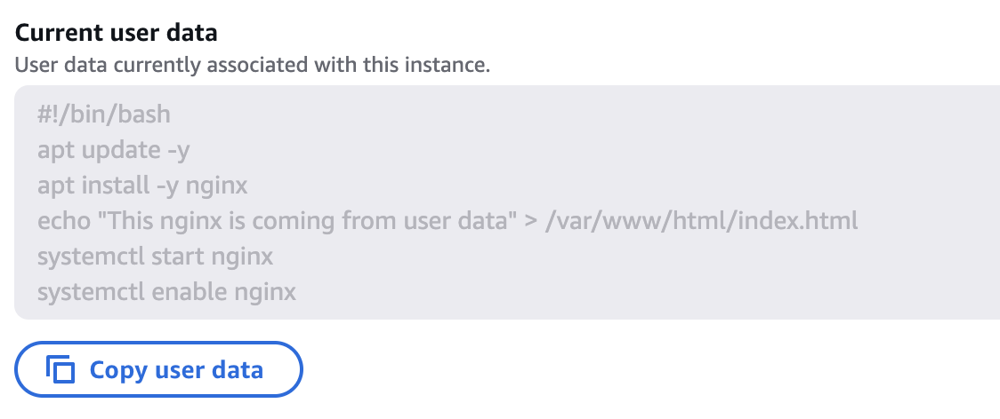 Current user data
User data currently associated with this instance.
#!/bin/bash
apt update -y
apt install -y nginx
echo "This nginx is coming from user data" > /var/www/html/index.html
systemctl start nginx
systemctl enable nginx
Copy user data